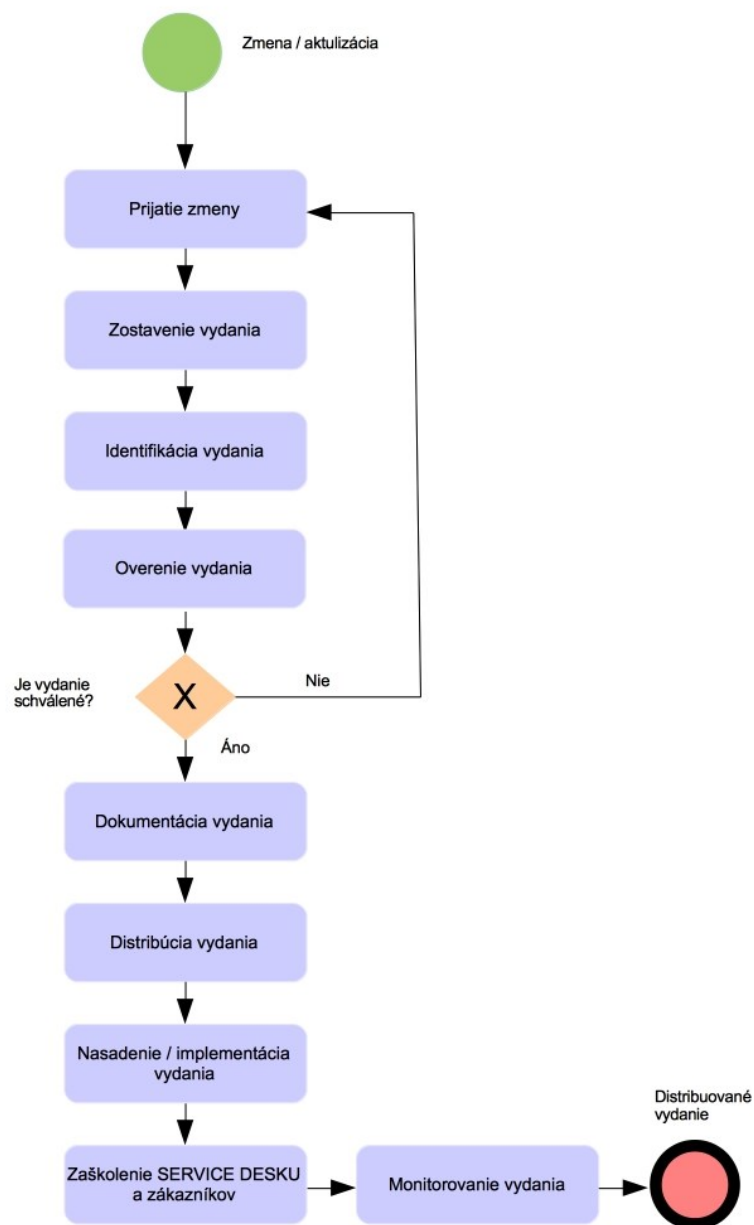 Zmena / aktulizácia
Prijatie zmeny
Zostavenie vydania
Identifikácia vydania
Overenie vydania
Je vydanie
schválené?
X
Nie
Áno
Dokumentácia vydania
Distribúcia vydania
Nasadenie / implementácia
vydania
Zaškolenie SERVICE DESKU
a zákazníkov
Monitorovanie vydania
Distribuované
vydanie